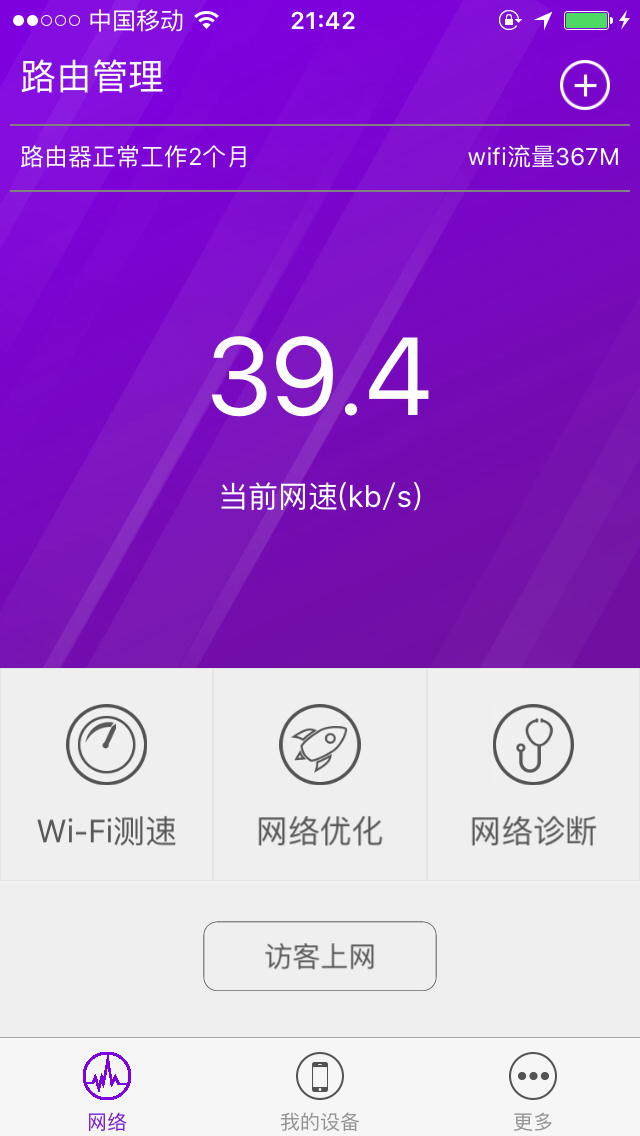 中国移动 21:42
路由管理
路由器正常工作2个月 wifi流量367M
39.4
当前网速(kb/s)
Wi-Fi测速 网络优化 网络诊断
访客上网
网络 我的设备 更多